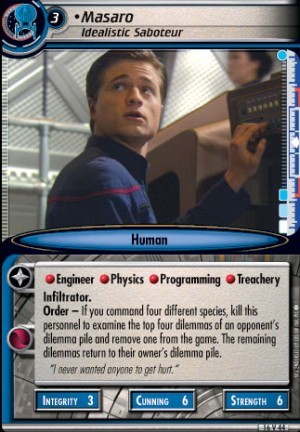 3
•Masaro
Idealistic Saboteur
Human
Engineer Physics Programming Treachery
Infiltrator.
Order – If you command four different species, kill this
personnel to examine the top four dilemmas of an opponent's
dilemma pile and remove one from the game. The remaining
dilemmas return to their owner's dilemma pile.
"I never wanted anyone to get hurt."
INTEGRITY 3
CUNNING 6
STRENGTH 6
14 V 44